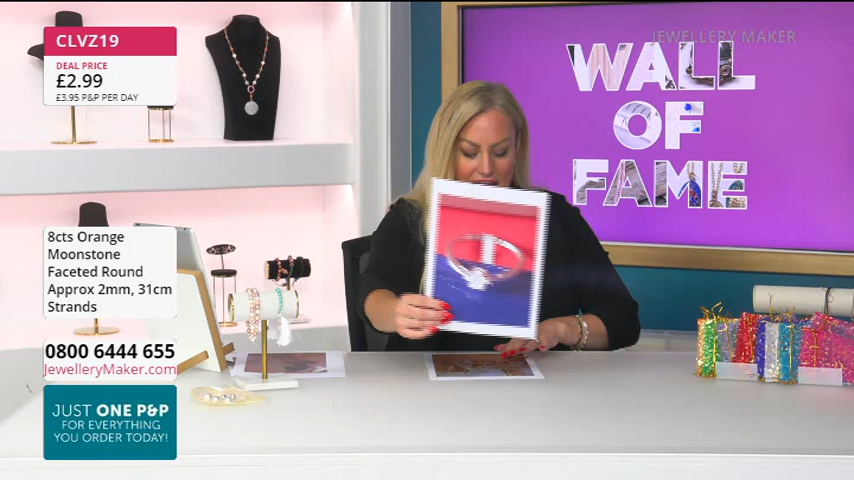 CLVZ19
DEAL PRICE
£2.99
£3.95 P&P PER DAY
JEWELLERY MAKER
WALL
OF
FAME
8cts Orange
Moonstone
Faceted Round
Approx 2mm, 31cm
Strands
0800 6444 655
JewelleryMaker.com
JUST ONE P&P
FOR EVERYTHING
YOU ORDER TODAY!